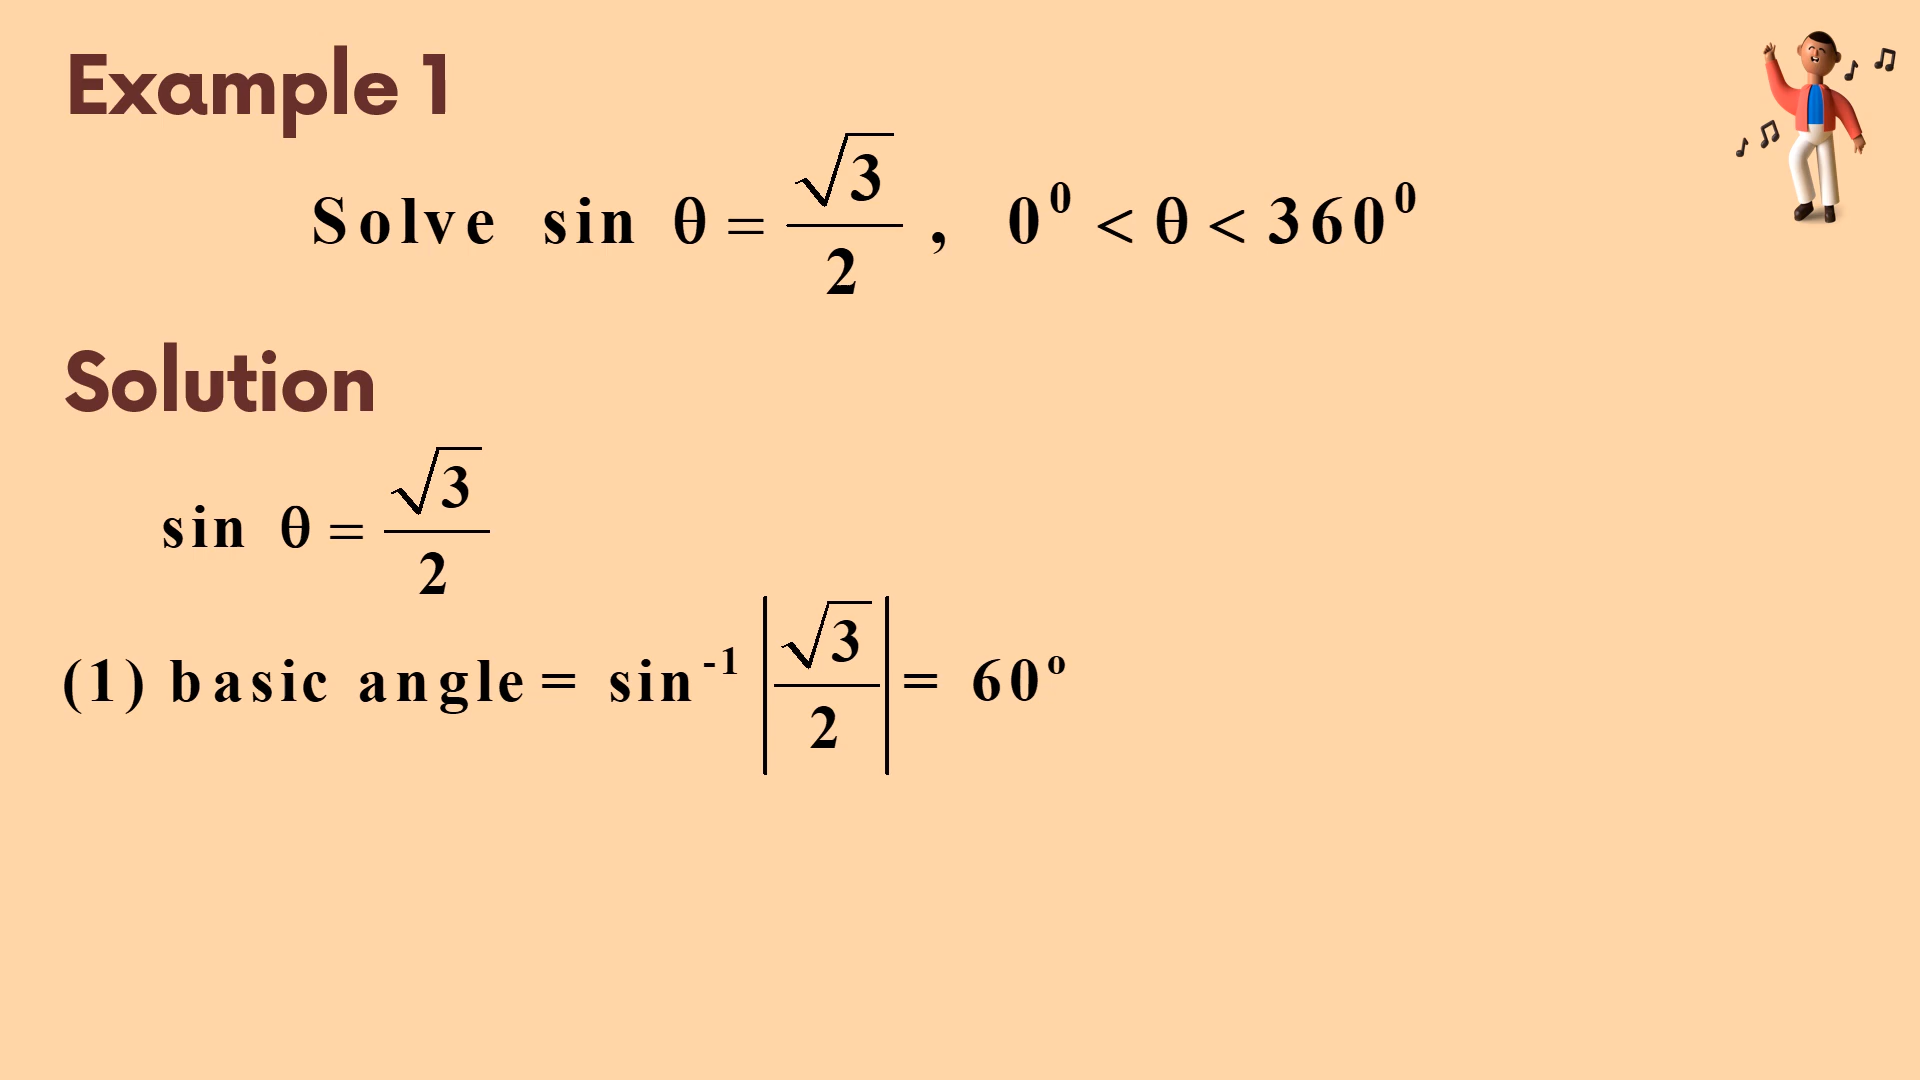 Example 1
Solve sin θ = √3/2 , 0⁰ < θ < 360⁰
Solution
sin θ = √3/2
(1) basic angle = sin⁻¹ |√3/2| = 60º